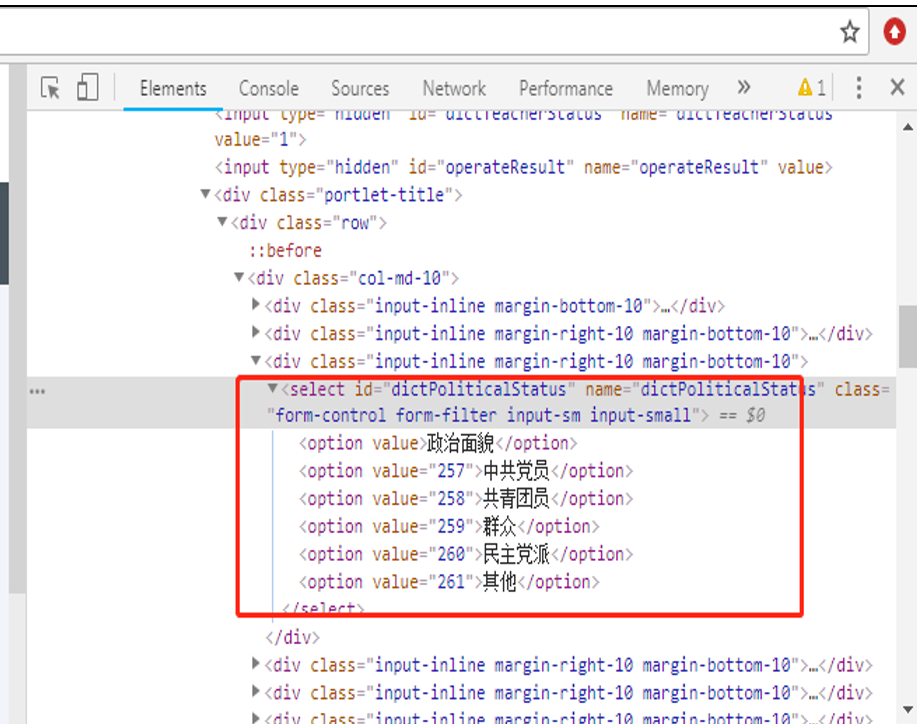 Elements Console Sources Network Performance Memory » 1
<input type="hidden" id="dictTeacherStatus" name="dictTeacherStatus"
value="1">
<input type="hidden" id="operateResult" name="operateResult" value>
▼<div class="portlet-title">
▼<div class="row">
::before
▼<div class="col-md-10">
▶<div class="input-inline margin-bottom-10">…</div>
▶<div class="input-inline margin-right-10 margin-bottom-10">…</div>
▼<div class="input-inline margin-right-10 margin-bottom-10">
▼<select id="dictPoliticalStatus" name="dictPoliticalStatus" class=
"form-control form-filter input-sm input-small"> == $0
<option value>政治面貌</option>
<option value="257">中共党员</option>
<option value="258">共青团员</option>
<option value="259">群众</option>
<option value="260">民主党派</option>
<option value="261">其他</option>
</select>
</div>
▶<div class="input-inline margin-right-10 margin-bottom-10">…</div>
▶<div class="input-inline margin-right-10 margin-bottom-10">…</div>
▶<div class="input-inline margin-right-10 margin-bottom-10">…</div>